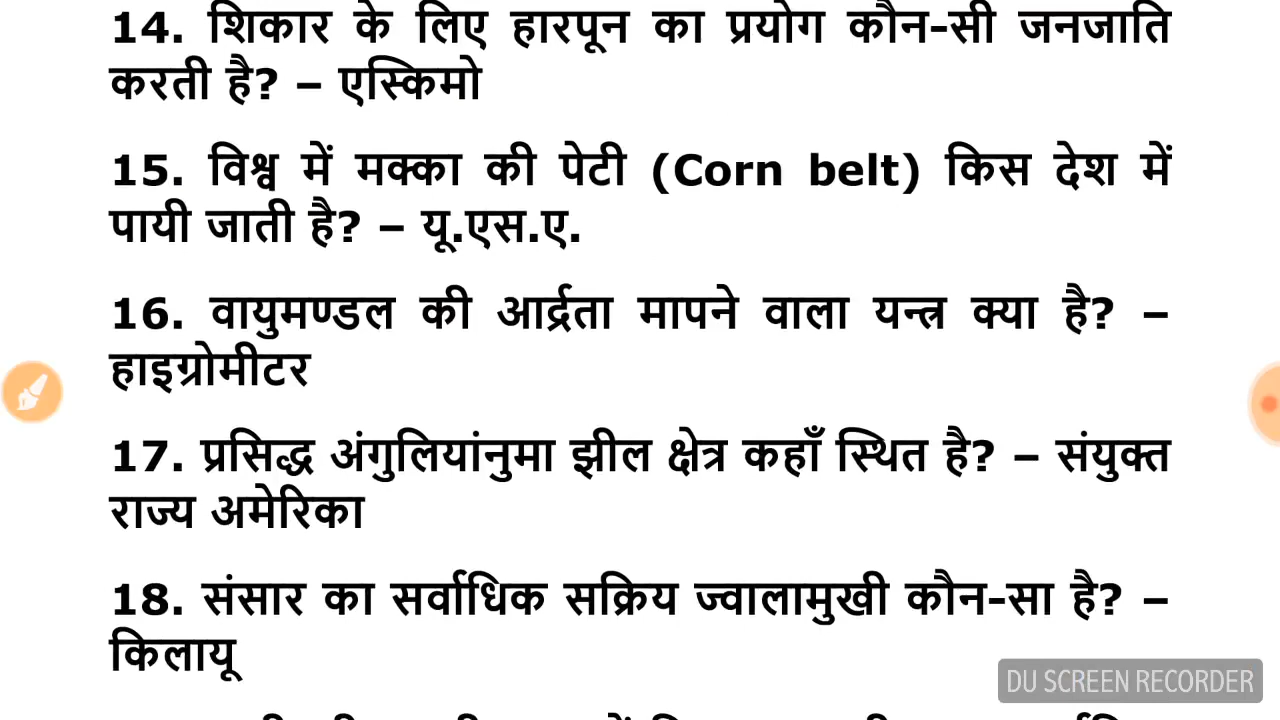 14. शिकार के लिए हारपून का प्रयोग कौन-सी जनजाति
करती है? – एस्किमो
15. विश्व में मक्का की पेटी (Corn belt) किस देश में
पायी जाती है? – यू.एस.ए.
16. वायुमण्डल की आर्द्रता मापने वाला यन्त्र क्या है? –
हाइग्रोमीटर
17. प्रसिद्ध अंगुलियांनुमा झील क्षेत्र कहाँ स्थित है? – संयुक्त
राज्य अमेरिका
18. संसार का सर्वाधिक सक्रिय ज्वालामुखी कौन-सा है? –
किलायू
DU SCREEN RECORDER